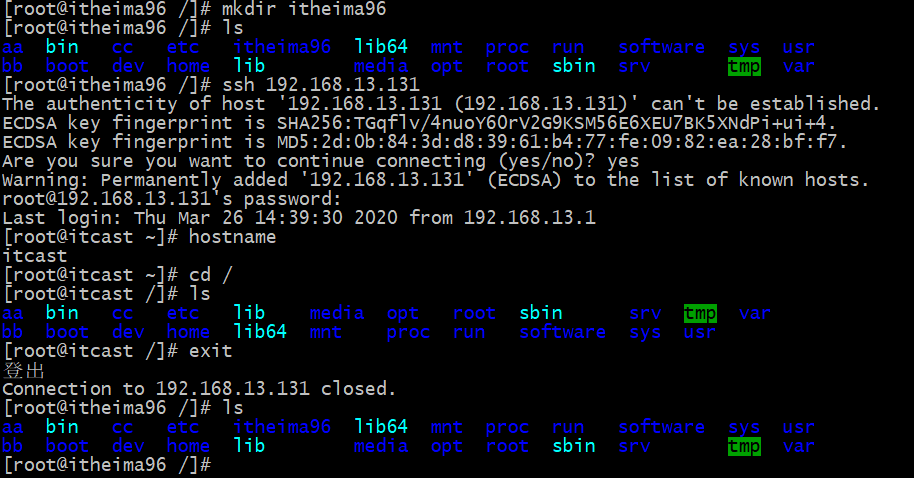 [root@itheima96 /]# mkdir itheima96
[root@itheima96 /]# ls
aa bin cc etc itheima96 lib64 mnt proc run software sys usr
bb boot dev home lib media opt root sbin srv tmp var
[root@itheima96 /]# ssh 192.168.13.131
The authenticity of host '192.168.13.131 (192.168.13.131)' can't be established.
ECDSA key fingerprint is SHA256:TGqflv/4nuoY60rV2G9KSM56E6XEU7BK5XNdPi+ui+4.
ECDSA key fingerprint is MD5:2d:0b:84:3d:d8:39:61:b4:77:fe:09:82:ea:28:bf:f7.
Are you sure you want to continue connecting (yes/no)? yes
Warning: Permanently added '192.168.13.131' (ECDSA) to the list of known hosts.
root@192.168.13.131's password:
Last login: Thu Mar 26 14:39:30 2020 from 192.168.13.1
[root@itcast ~]# hostname
itcast
[root@itcast ~]# cd /
[root@itcast /]# ls
aa bin cc etc lib media opt root sbin srv tmp var
bb boot dev home lib64 mnt proc run software sys usr
[root@itcast /]# exit
登出
Connection to 192.168.13.131 closed.
[root@itheima96 /]# ls
aa bin cc etc itheima96 lib64 mnt proc run software sys usr
bb boot dev home lib media opt root sbin srv tmp var
[root@itheima96 /]#